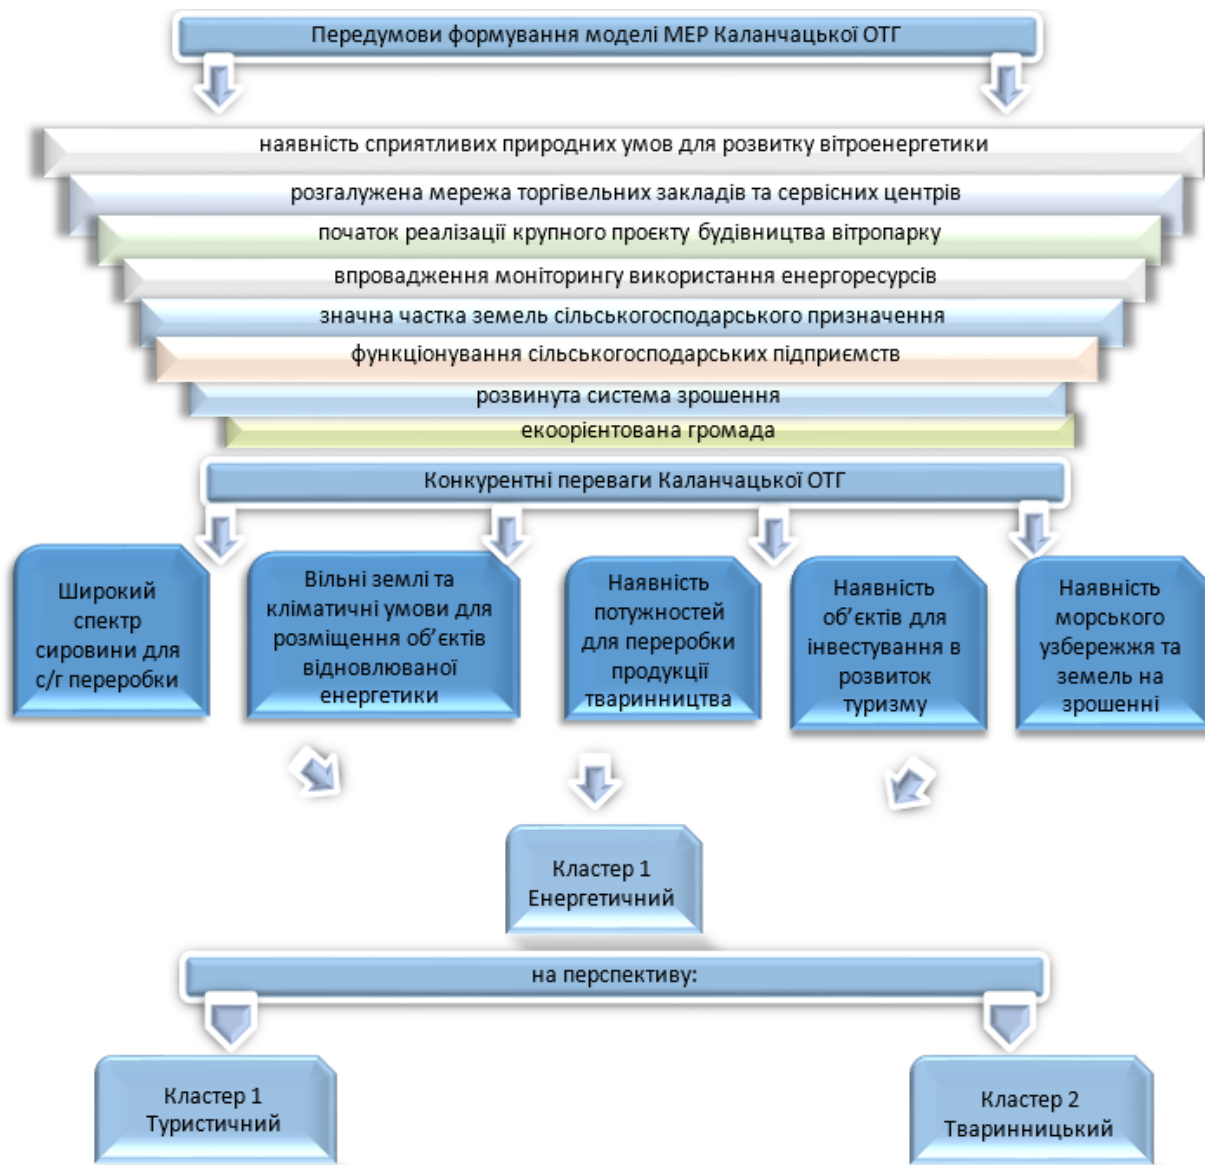 Передумови формування моделі МЕР Каланчацької ОТГ
наявність сприятливих природних умов для розвитку вітроенергетики
розгалужена мережа торгівельних закладів та сервісних центрів
початок реалізації крупного проєкту будівництва вітропарку
впровадження моніторингу використання енергоресурсів
значна частка земель сільськогосподарського призначення
функціонування сільськогосподарських підприємств
розвинута система зрошення
екоорієнтована громада
Конкурентні переваги Каланчацької ОТГ
Широкий
спектр
сировини для
с/г переробки
Вільні землі та
кліматичні умови для
розміщення об’єктів
відновлюваної
енергетики
Наявність
потужностей
для переробки
продукції
тваринництва
Наявність
об’єктів для
інвестування в
розвиток
туризму
Наявність
морського
узбережжя та
земель на
зрошенні
Кластер 1
Енергетичний
на перспективу:
Кластер 1
Туристичний
Кластер 2
Тваринницький